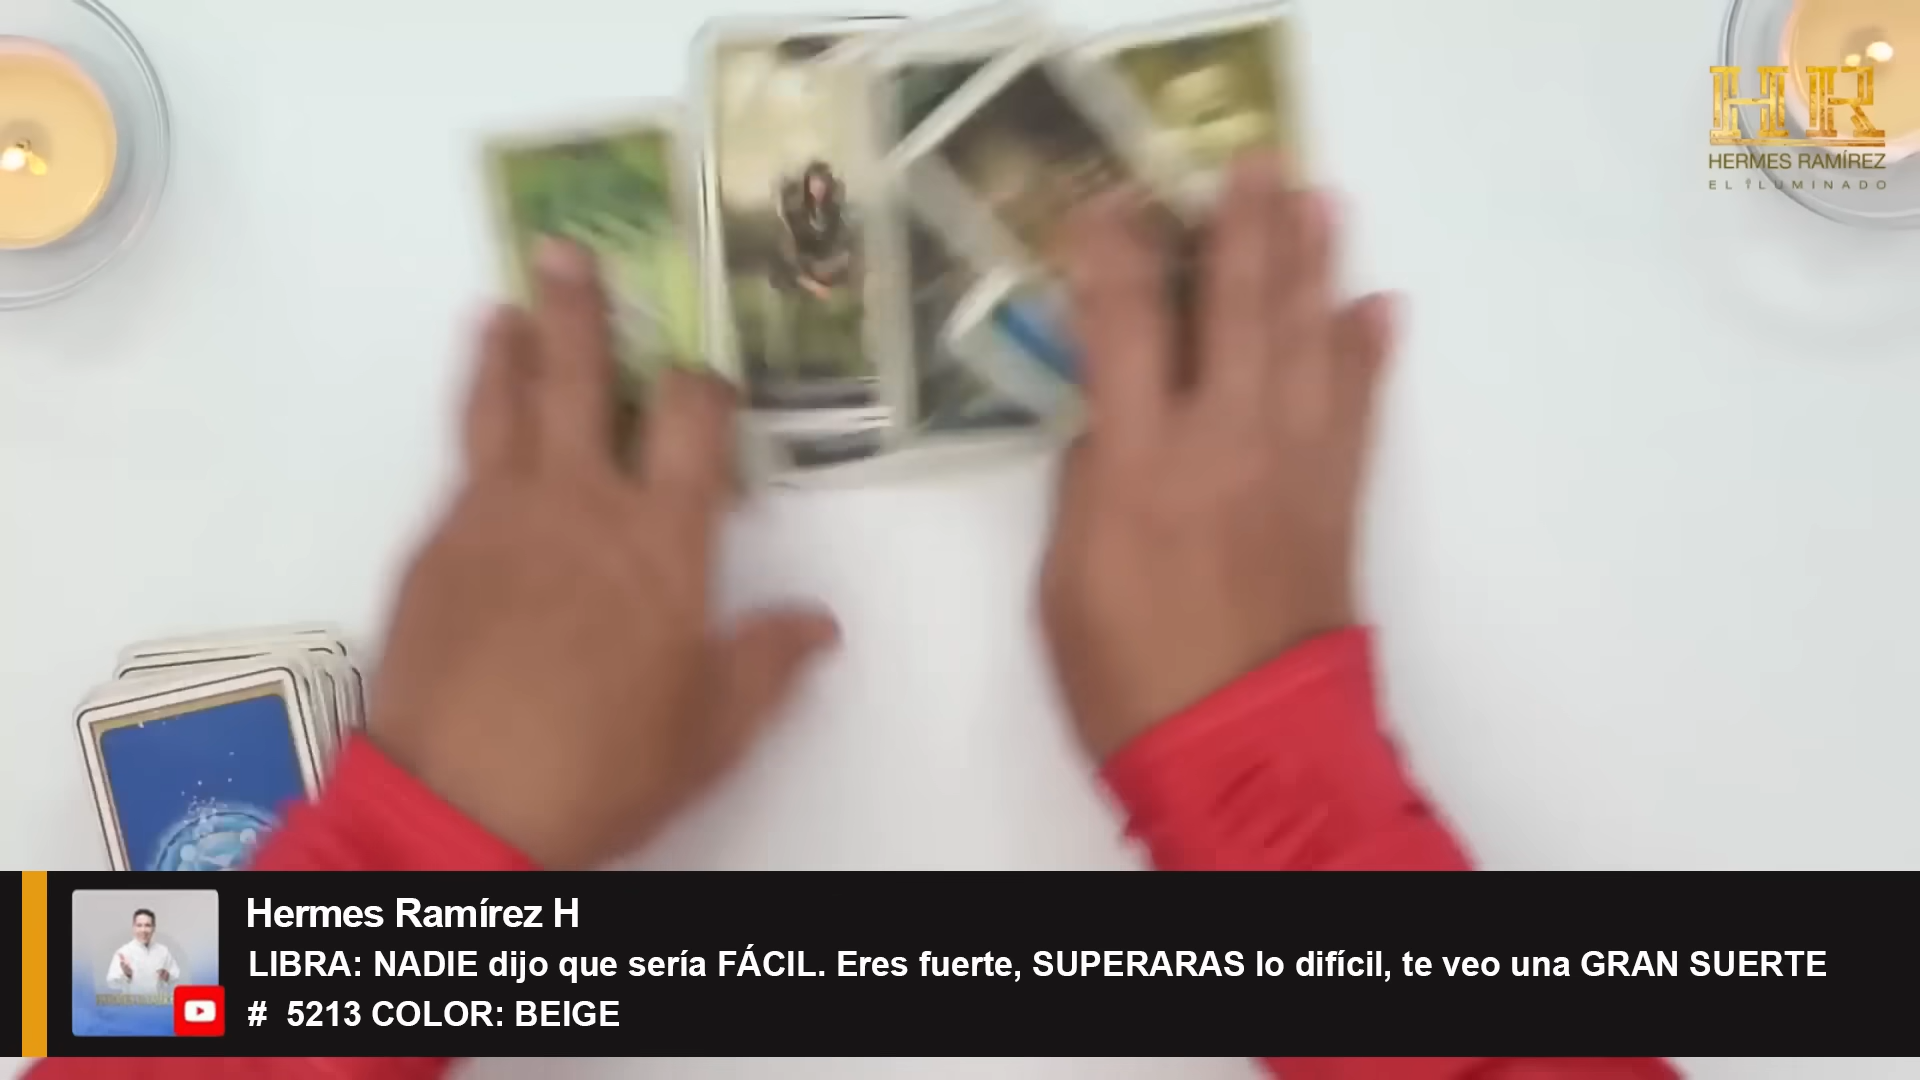 HR
HERMES RAMÍREZ
EL ILUMINADO
Hermes Ramírez H
LIBRA: NADIE dijo que sería FÁCIL. Eres fuerte, SUPERARAS lo difícil, te veo una GRAN SUERTE
# 5213 COLOR: BEIGE